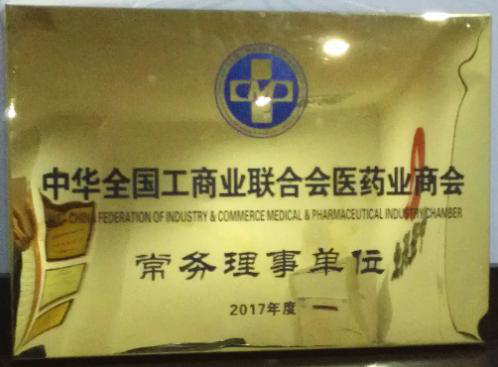 中华全国工商业联合会医药业商会
CHINA FEDERATION OF INDUSTRY & COMMERCE MEDICAL & PHARMACEUTICAL INDUSTRY CHAMBER
常务理事单位
2017年度